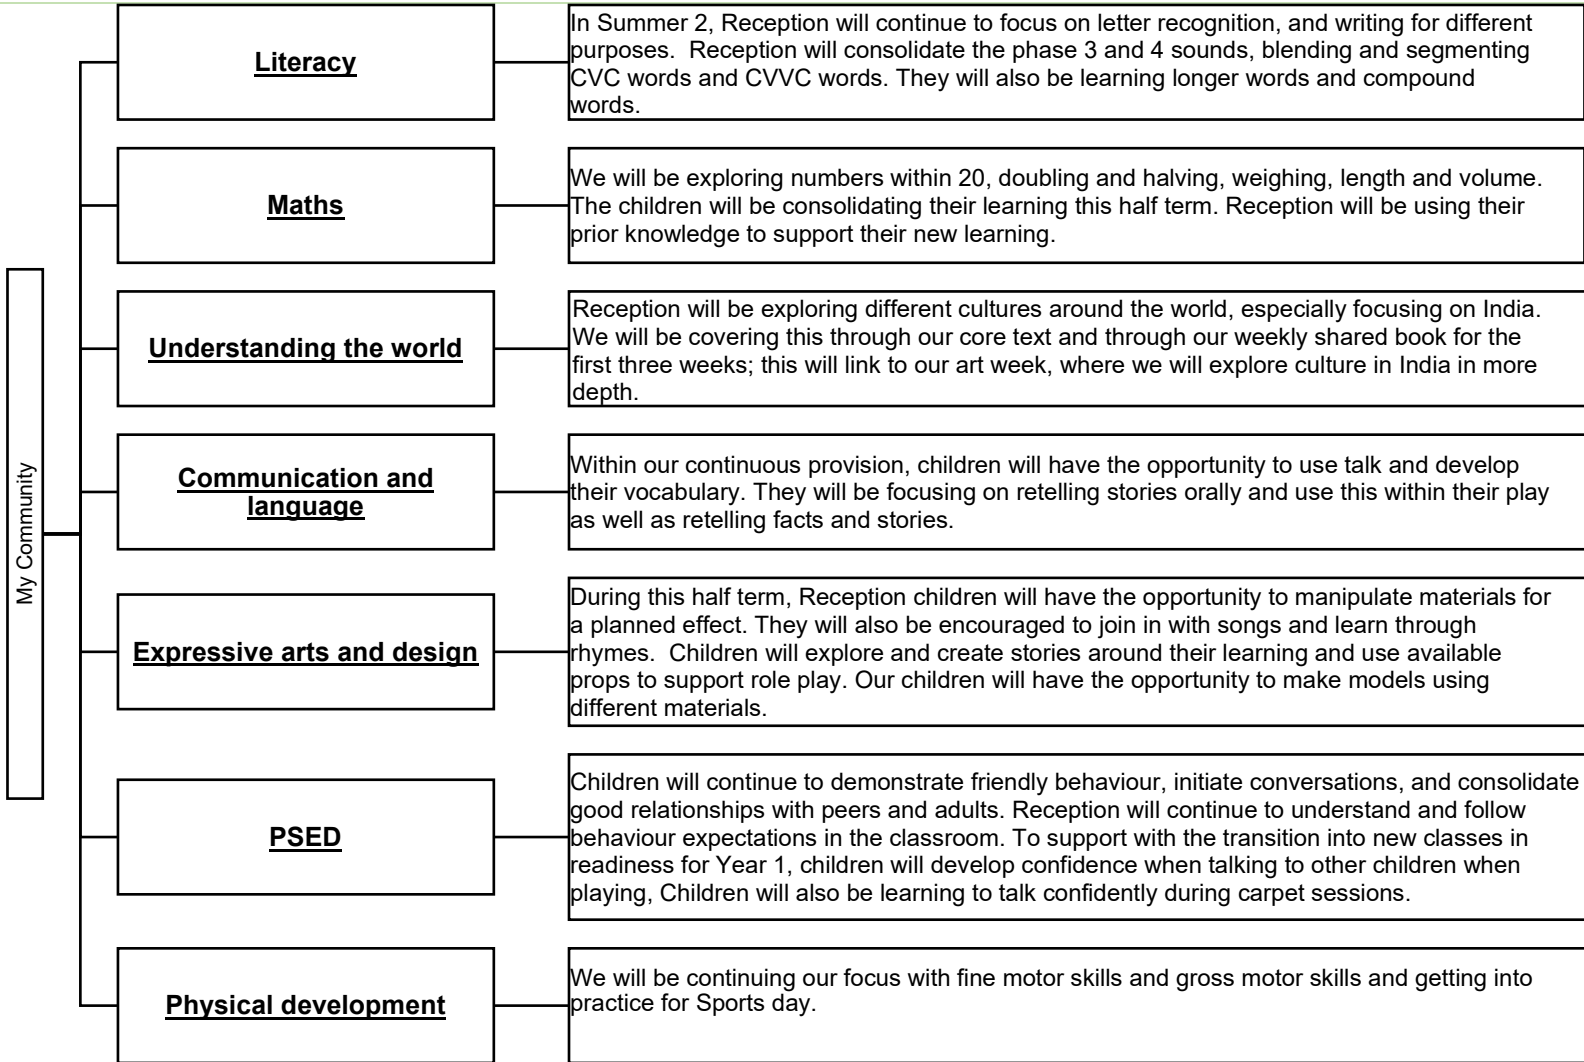 My Community
Literacy
In Summer 2, Reception will continue to focus on letter recognition, and writing for different
purposes.  Reception will consolidate the phase 3 and 4 sounds, blending and segmenting
CVC words and CVVC words. They will also be learning longer words and compound
words.
Maths
We will be exploring numbers within 20, doubling and halving, weighing, length and volume.
The children will be consolidating their learning this half term. Reception will be using their
prior knowledge to support their new learning.
Understanding the world
Reception will be exploring different cultures around the world, especially focusing on India.
We will be covering this through our core text and through our weekly shared book for the
first three weeks; this will link to our art week, where we will explore culture in India in more
depth.
Communication and
language
Within our continuous provision, children will have the opportunity to use talk and develop
their vocabulary. They will be focusing on retelling stories orally and use this within their play
as well as retelling facts and stories.
Expressive arts and design
During this half term, Reception children will have the opportunity to manipulate materials for
a planned effect. They will also be encouraged to join in with songs and learn through
rhymes.  Children will explore and create stories around their learning and use available
props to support role play. Our children will have the opportunity to make models using
different materials.
PSED
Children will continue to demonstrate friendly behaviour, initiate conversations, and consolidate
good relationships with peers and adults. Reception will continue to understand and follow
behaviour expectations in the classroom. To support with the transition into new classes in
readiness for Year 1, children will develop confidence when talking to other children when
playing, Children will also be learning to talk confidently during carpet sessions.
Physical development
We will be continuing our focus with fine motor skills and gross motor skills and getting into
practice for Sports day.